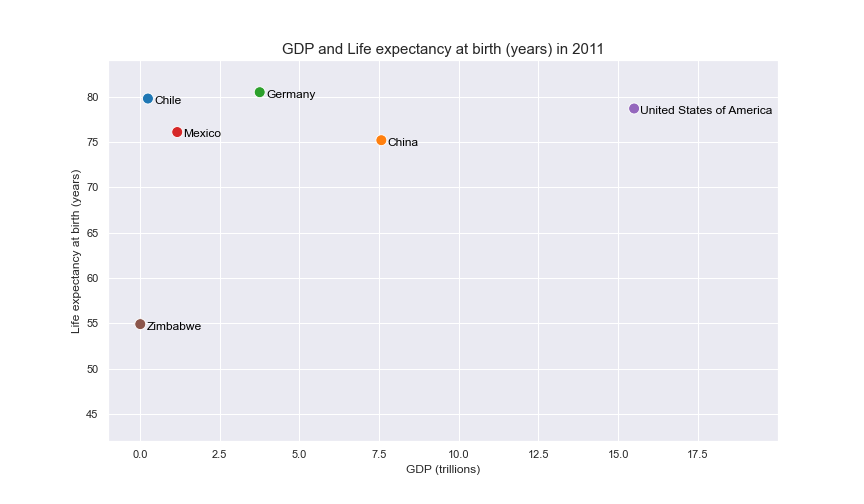 GDP and Life expectancy at birth (years) in 2011
Life expectancy at birth (years)
80
75
70
65
60
55
50
45
Chile
Germany
United States of America
Mexico
China
Zimbabwe
0.0
2.5
5.0
7.5
10.0
12.5
15.0
17.5
GDP (trillions)